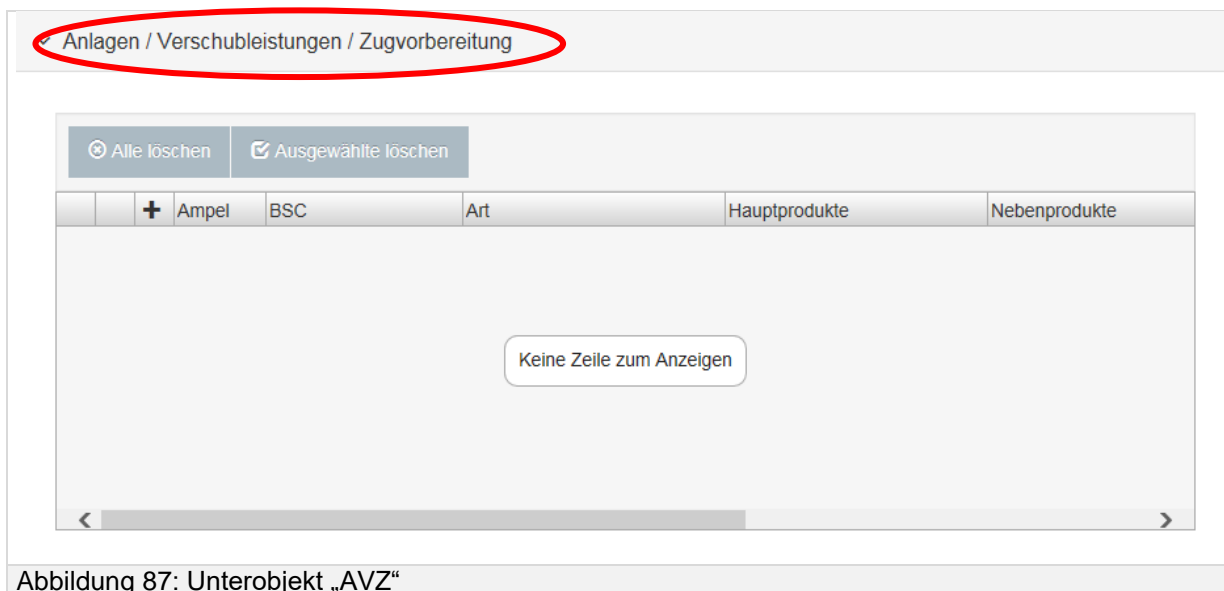 Anlagen / Verschubleistungen / Zugvorbereitung
Alle löschen Ausgewählte löschen
Ampel BSC Art Hauptprodukte Nebenprodukte
Keine Zeile zum Anzeigen
Abbildung 87: Unterobjekt „AVZ“